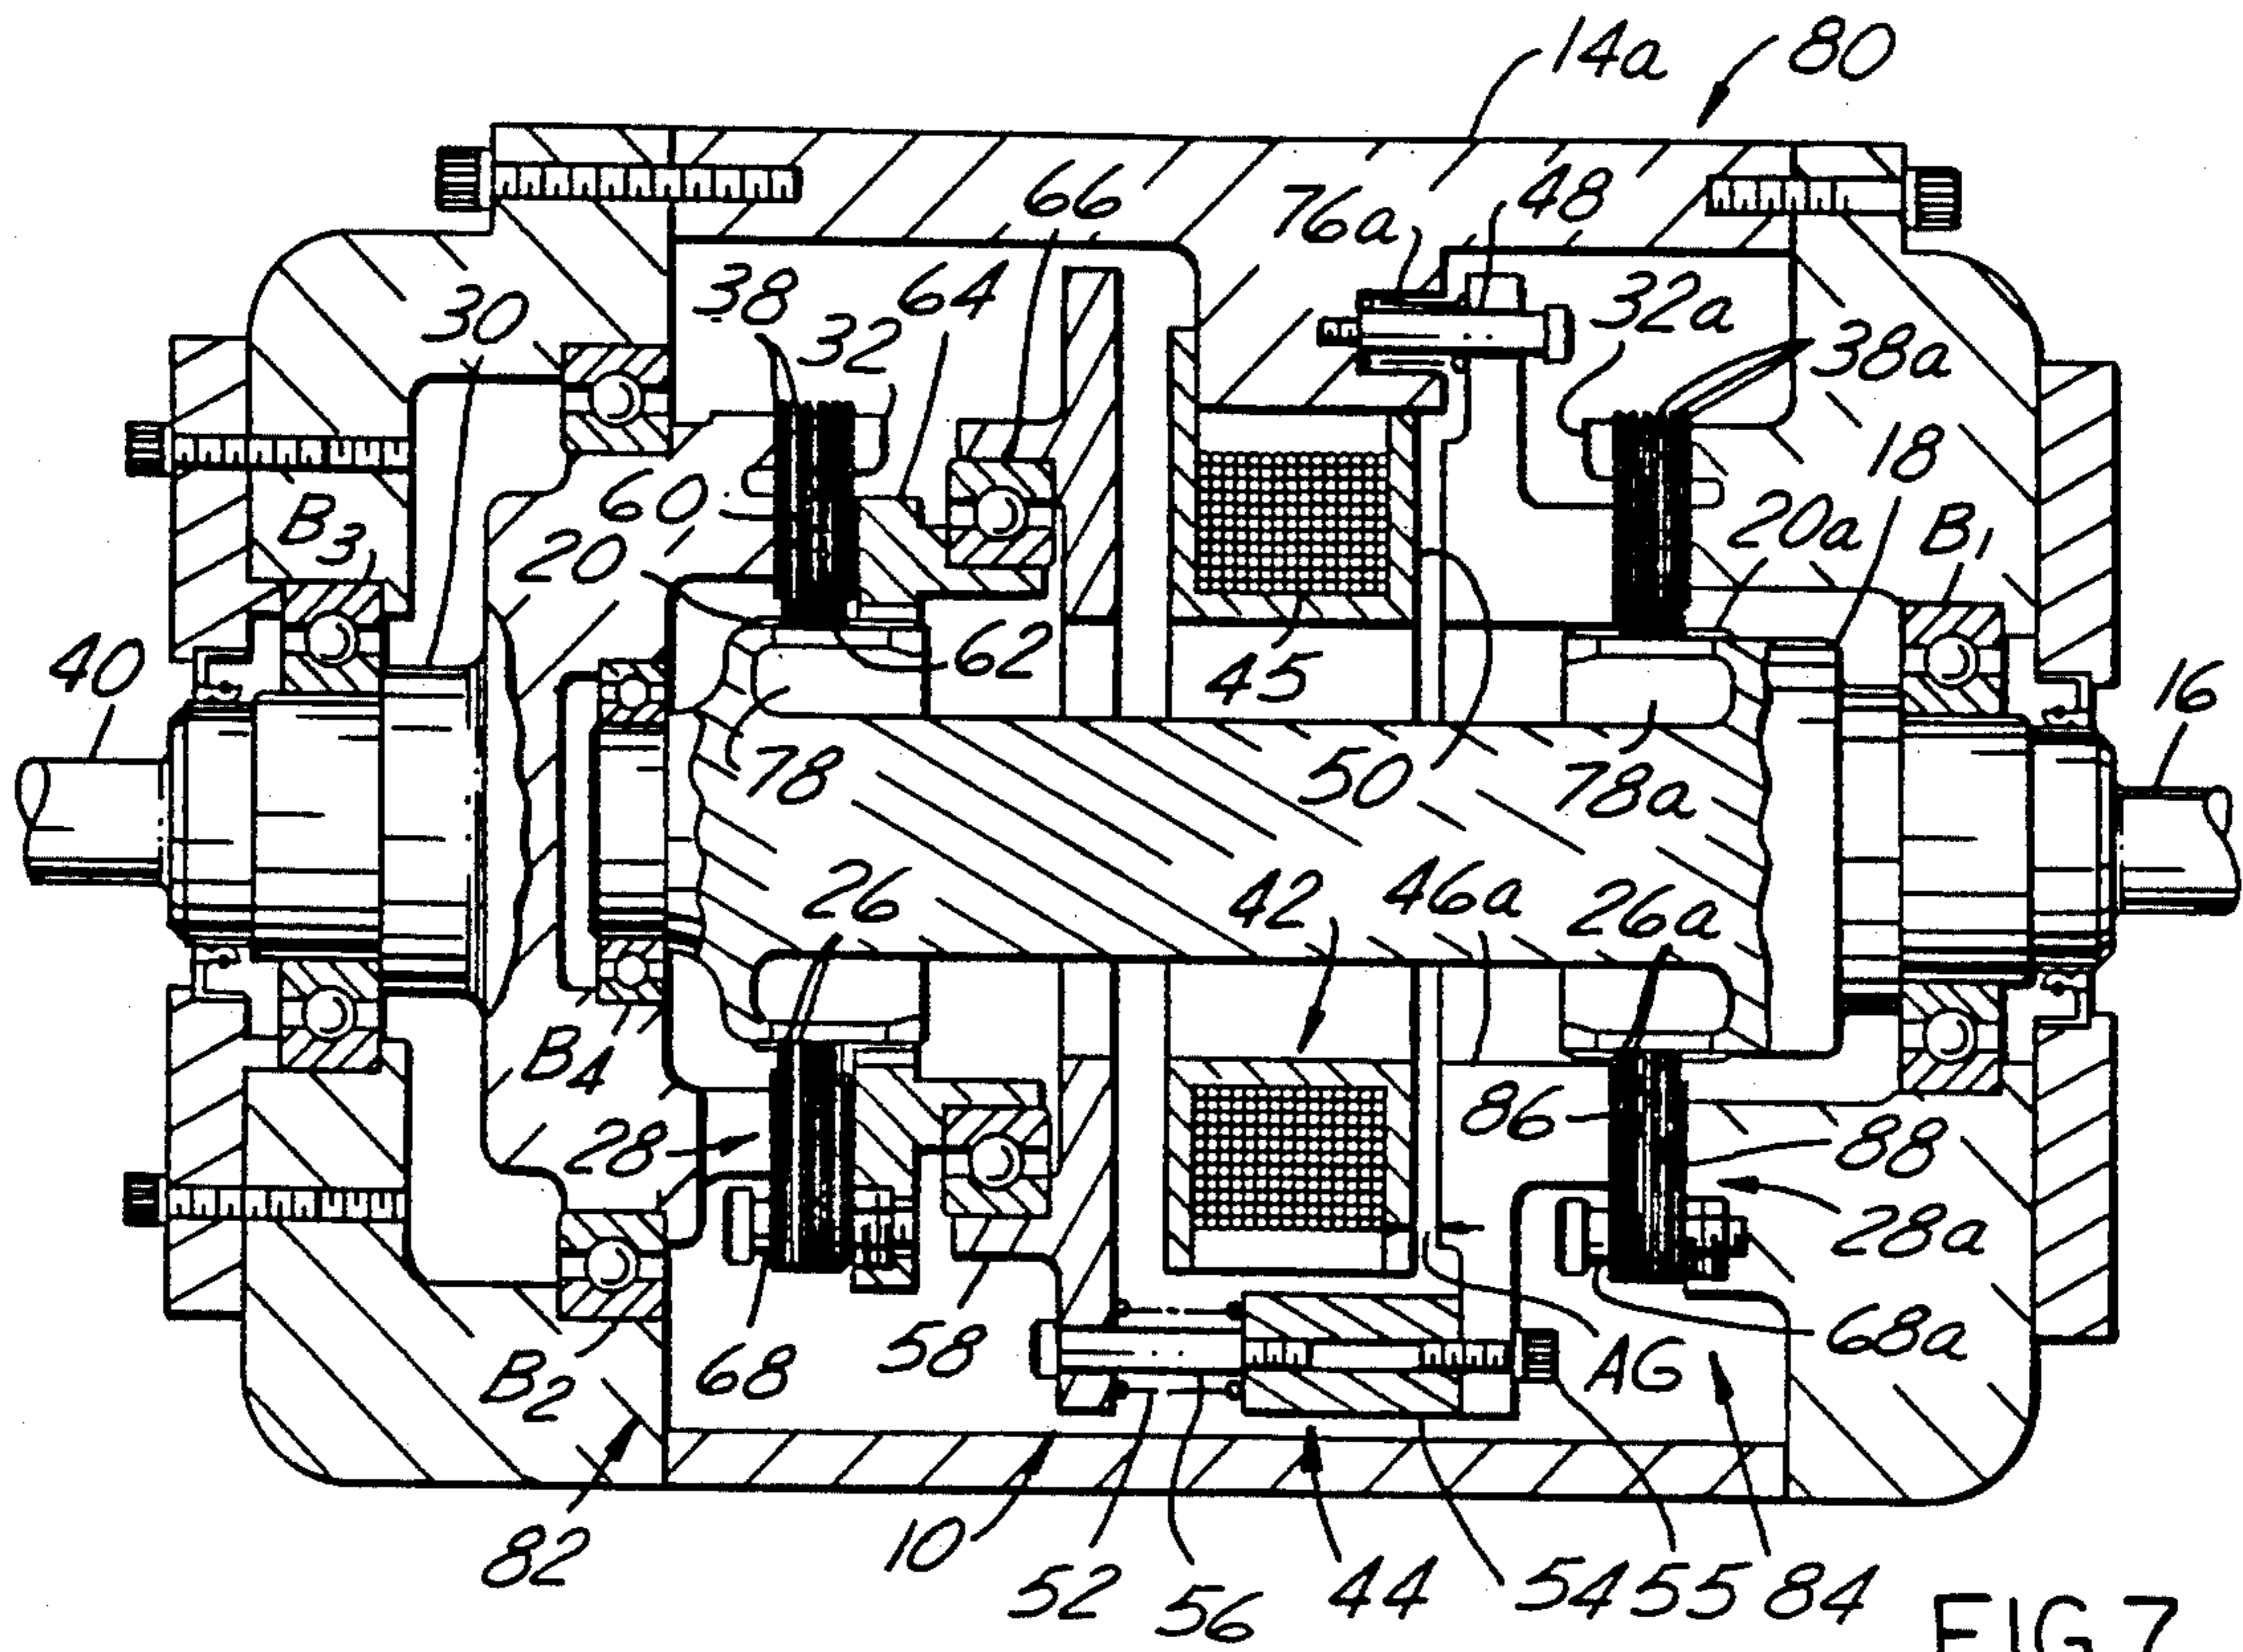 14a 80
66 76a 48
38 64 32a
30 32 38a
18
B3 60 20a B1
20
40 62 45 16
78 50 78a
26 42 46a 26a
B4 86 88
28 28a
58 68a
68 AG
B2
82 10 52 56 44 54 55 84
FIG.7